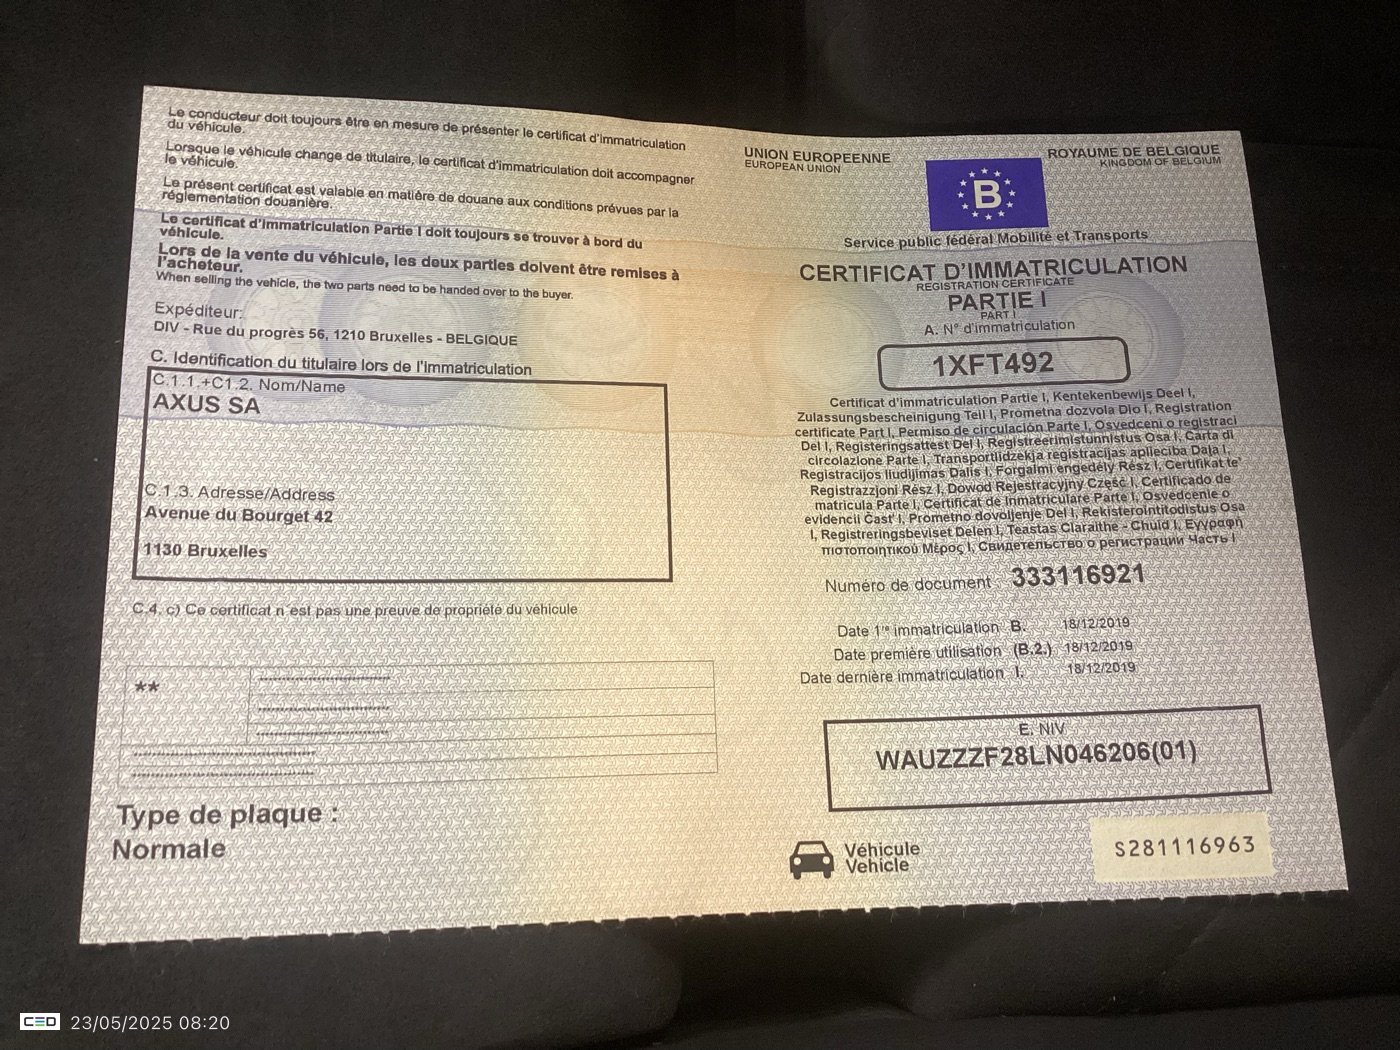 Le conducteur doit toujours être en mesure de présenter le certificat d'immatriculation
du véhicule.
Lorsque le véhicule change de titulaire, le certificat d'immatriculation doit accompagner
le véhicule.
Le présent certificat est valable en matière de douane aux conditions prévues par la
réglementation douanière.
Le certificat d'immatriculation Partie I doit toujours se trouver à bord du
véhicule.
Lors de la vente du véhicule, les deux parties doivent être remises à
l'acheteur.
When selling the vehicle, the two parts need to be handed over to the buyer.
Expéditeur:
DIV - Rue du progrès 56, 1210 Bruxelles - BELGIQUE
C. Identification du titulaire lors de l'immatriculation
C.1.1.+C1.2. Nom/Name
AXUS SA
C.1.3. Adresse/Address
Avenue du Bourget 42
1130 Bruxelles
C.4. c) Ce certificat n'est pas une preuve de propriété du véhicule
**
Type de plaque :
Normale
UNION EUROPEENNE
EUROPEAN UNION
B
ROYAUME DE BELGIQUE
KINGDOM OF BELGIUM
Service public fédéral Mobilité et Transports
CERTIFICAT D'IMMATRICULATION
REGISTRATION CERTIFICATE
PARTIE I
PART I
A. N° d'immatriculation
1XFT492
Certificat d'immatriculation Partie I, Kentekenbewijs Deel I,
Zulassungsbescheinigung Teil I, Prometna dozvola Dio I, Registration
certificate Part I, Permiso de circulación Parte I, Osvedceni o registraci
Del I, Registeringsattest Del I, Registreerimistunnistus Osa I, Carta di
circolazione Parte I, Transportlidzekja registracijas aplieciba Daja I,
Registracijos liudijimas Dalis I, Forgalmi engedély Rész I, Certifikat te'
Registrazzjoni Rész I, Dowod Rejestracyjny Część I, Certificado de
matricula Parte I, Certificat de Inmatriculare Parte I, Osvedcenie o
evidencii Cast' I, Prometno dovoljenje Del I, Rekisterointitodistus Osa
I, Registreringsbeviset Delen I, Teastas Claraithe - Chuid I, Εγγραφή
πιστοποιητικού Μέρος I, Свидетельство о регистрации Часть I
Numéro de document : 333116921
Date 1re immatriculation B. 18/12/2019
Date première utilisation (B.2.) 18/12/2019
Date dernière immatriculation I. 18/12/2019
E. NIV
WAUZZZF28LN046206(01)
Véhicule
Vehicle
S281116963
CED 23/05/2025 08:20